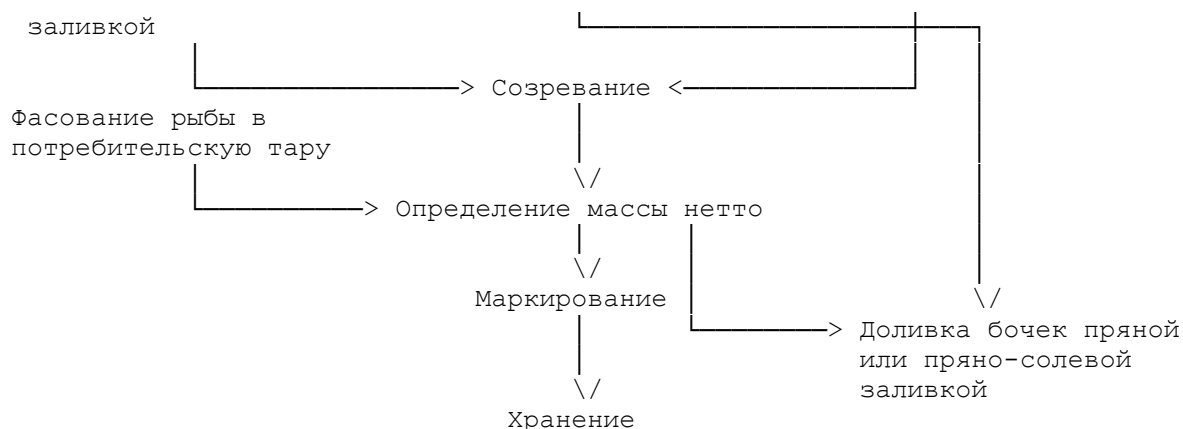 заливкой
Созревание
Фасование рыбы в
потребительскую тару
Определение массы нетто
Маркирование
Доливка бочек пряной
или пряно-солевой
заливкой
Хранение